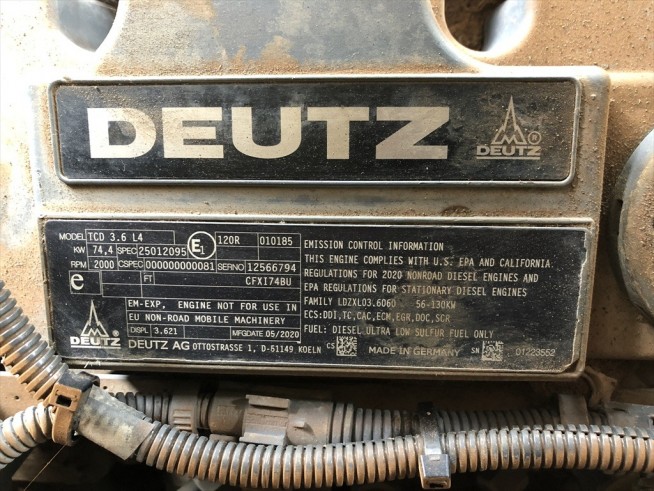 DEUTZ
DEUTZ ®
MODEL TCD 3.6 L4
KW 74,4 SPEC 25012095 E1 120R 010185
RPM 2000 CSPEC 000000000081 SERNO 12566794
e FT CFXI74BU
EM-EXP, ENGINE NOT FOR USE IN
EU NON-ROAD MOBILE MACHINERY
DISPL 3.621 MFGDATE 05/2020
DEUTZ DEUTZ AG OTTOSTRASSE 1, D-51149 KOELN
EMISSION CONTROL INFORMATION
THIS ENGINE COMPLIES WITH U.S. EPA AND CALIFORNIA
REGULATIONS FOR 2020 NONROAD DIESEL ENGINES AND
EPA REGULATIONS FOR STATIONARY DIESEL ENGINES
FAMILY LDZXL03.6060 56-130KW
ECS:DDI,TC,CAC,ECM,EGR,DOC,SCR
FUEL: DIESEL.ULTRA LOW SULFUR FUEL ONLY
CS MADE IN GERMANY SN 01223552